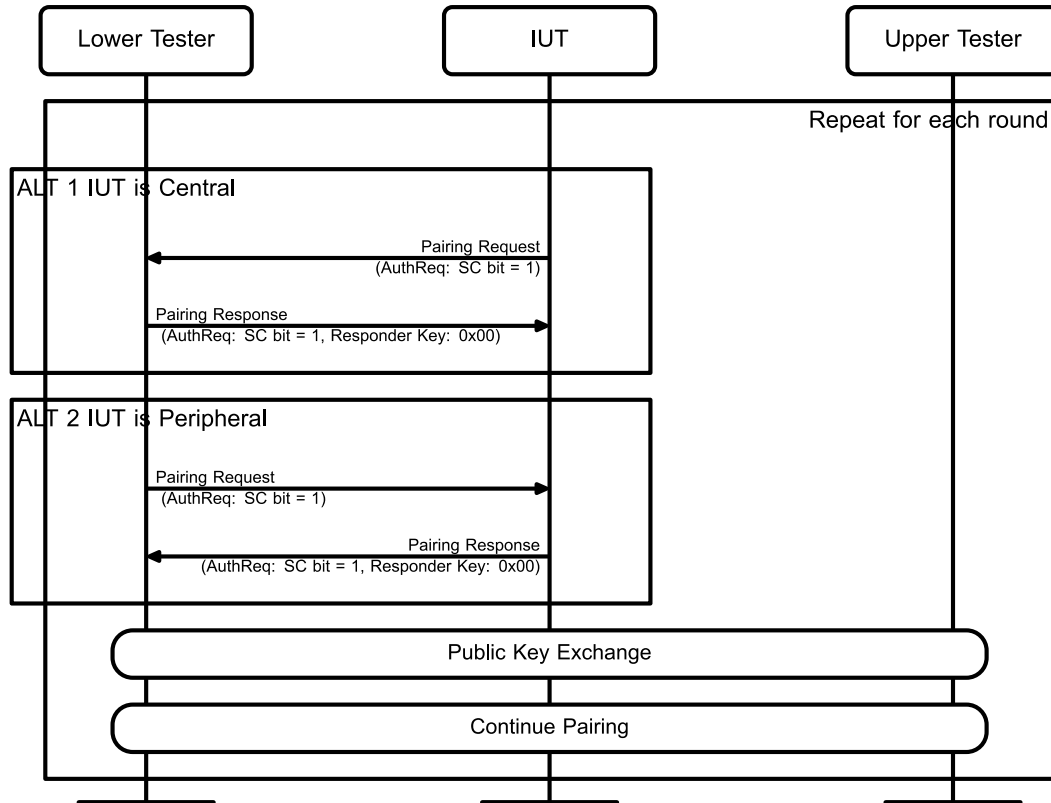 Lower Tester
IUT
Upper Tester
Repeat for each round
ALT 1 IUT is Central
Pairing Request
(AuthReq: SC bit = 1)
Pairing Response
(AuthReq: SC bit = 1, Responder Key: 0x00)
ALT 2 IUT is Peripheral
Pairing Request
(AuthReq: SC bit = 1)
Pairing Response
(AuthReq: SC bit = 1, Responder Key: 0x00)
Public Key Exchange
Continue Pairing